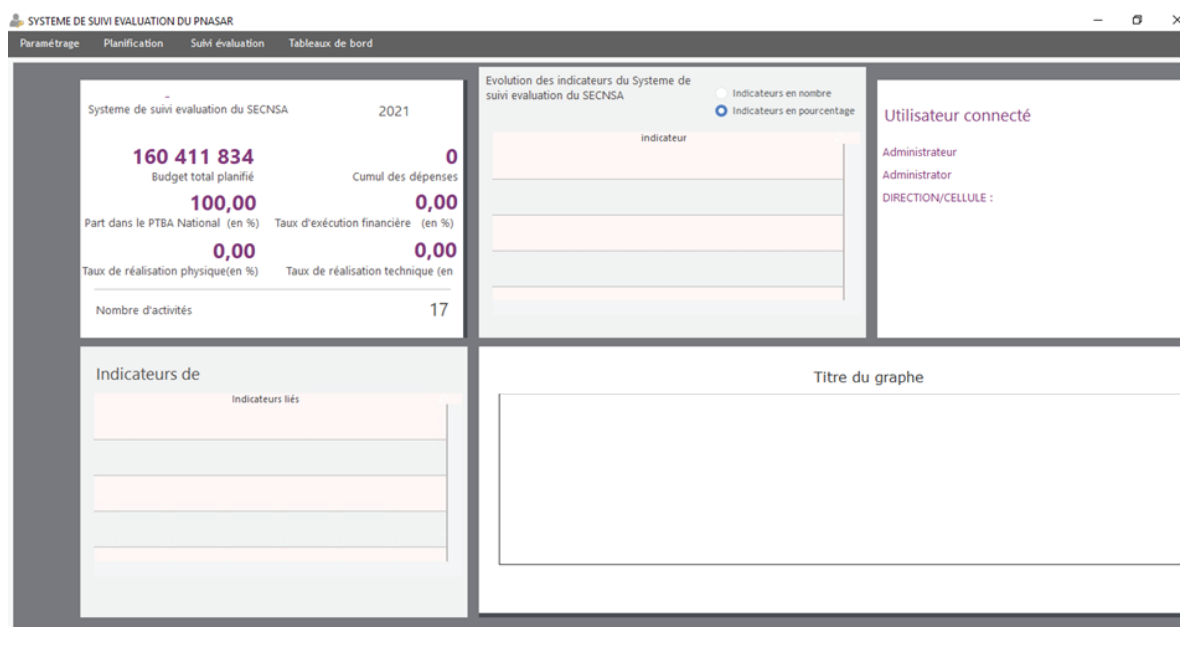 SYSTEME DE SUIVI EVALUATION DU PNASAR
Paramétrage Planification Suivi évaluation Tableaux de bord
-
Systeme de suivi evaluation du SECNSA 2021
160 411 834 0
Budget total planifié Cumul des dépenses
100,00 0,00
Part dans le PTBA National (en %) Taux d'exécution financière (en %)
0,00 0,00
Taux de réalisation physique(en %) Taux de réalisation technique (en
Nombre d'activités 17
Evolution des indicateurs du Systeme de
suivi evaluation du SECNSA
Indicateurs en nombre
Indicateurs en pourcentage
indicateur
Utilisateur connecté
Administrateur
Administrator
DIRECTION/CELLULE :
Indicateurs de
Indicateurs liés
Titre du graphe